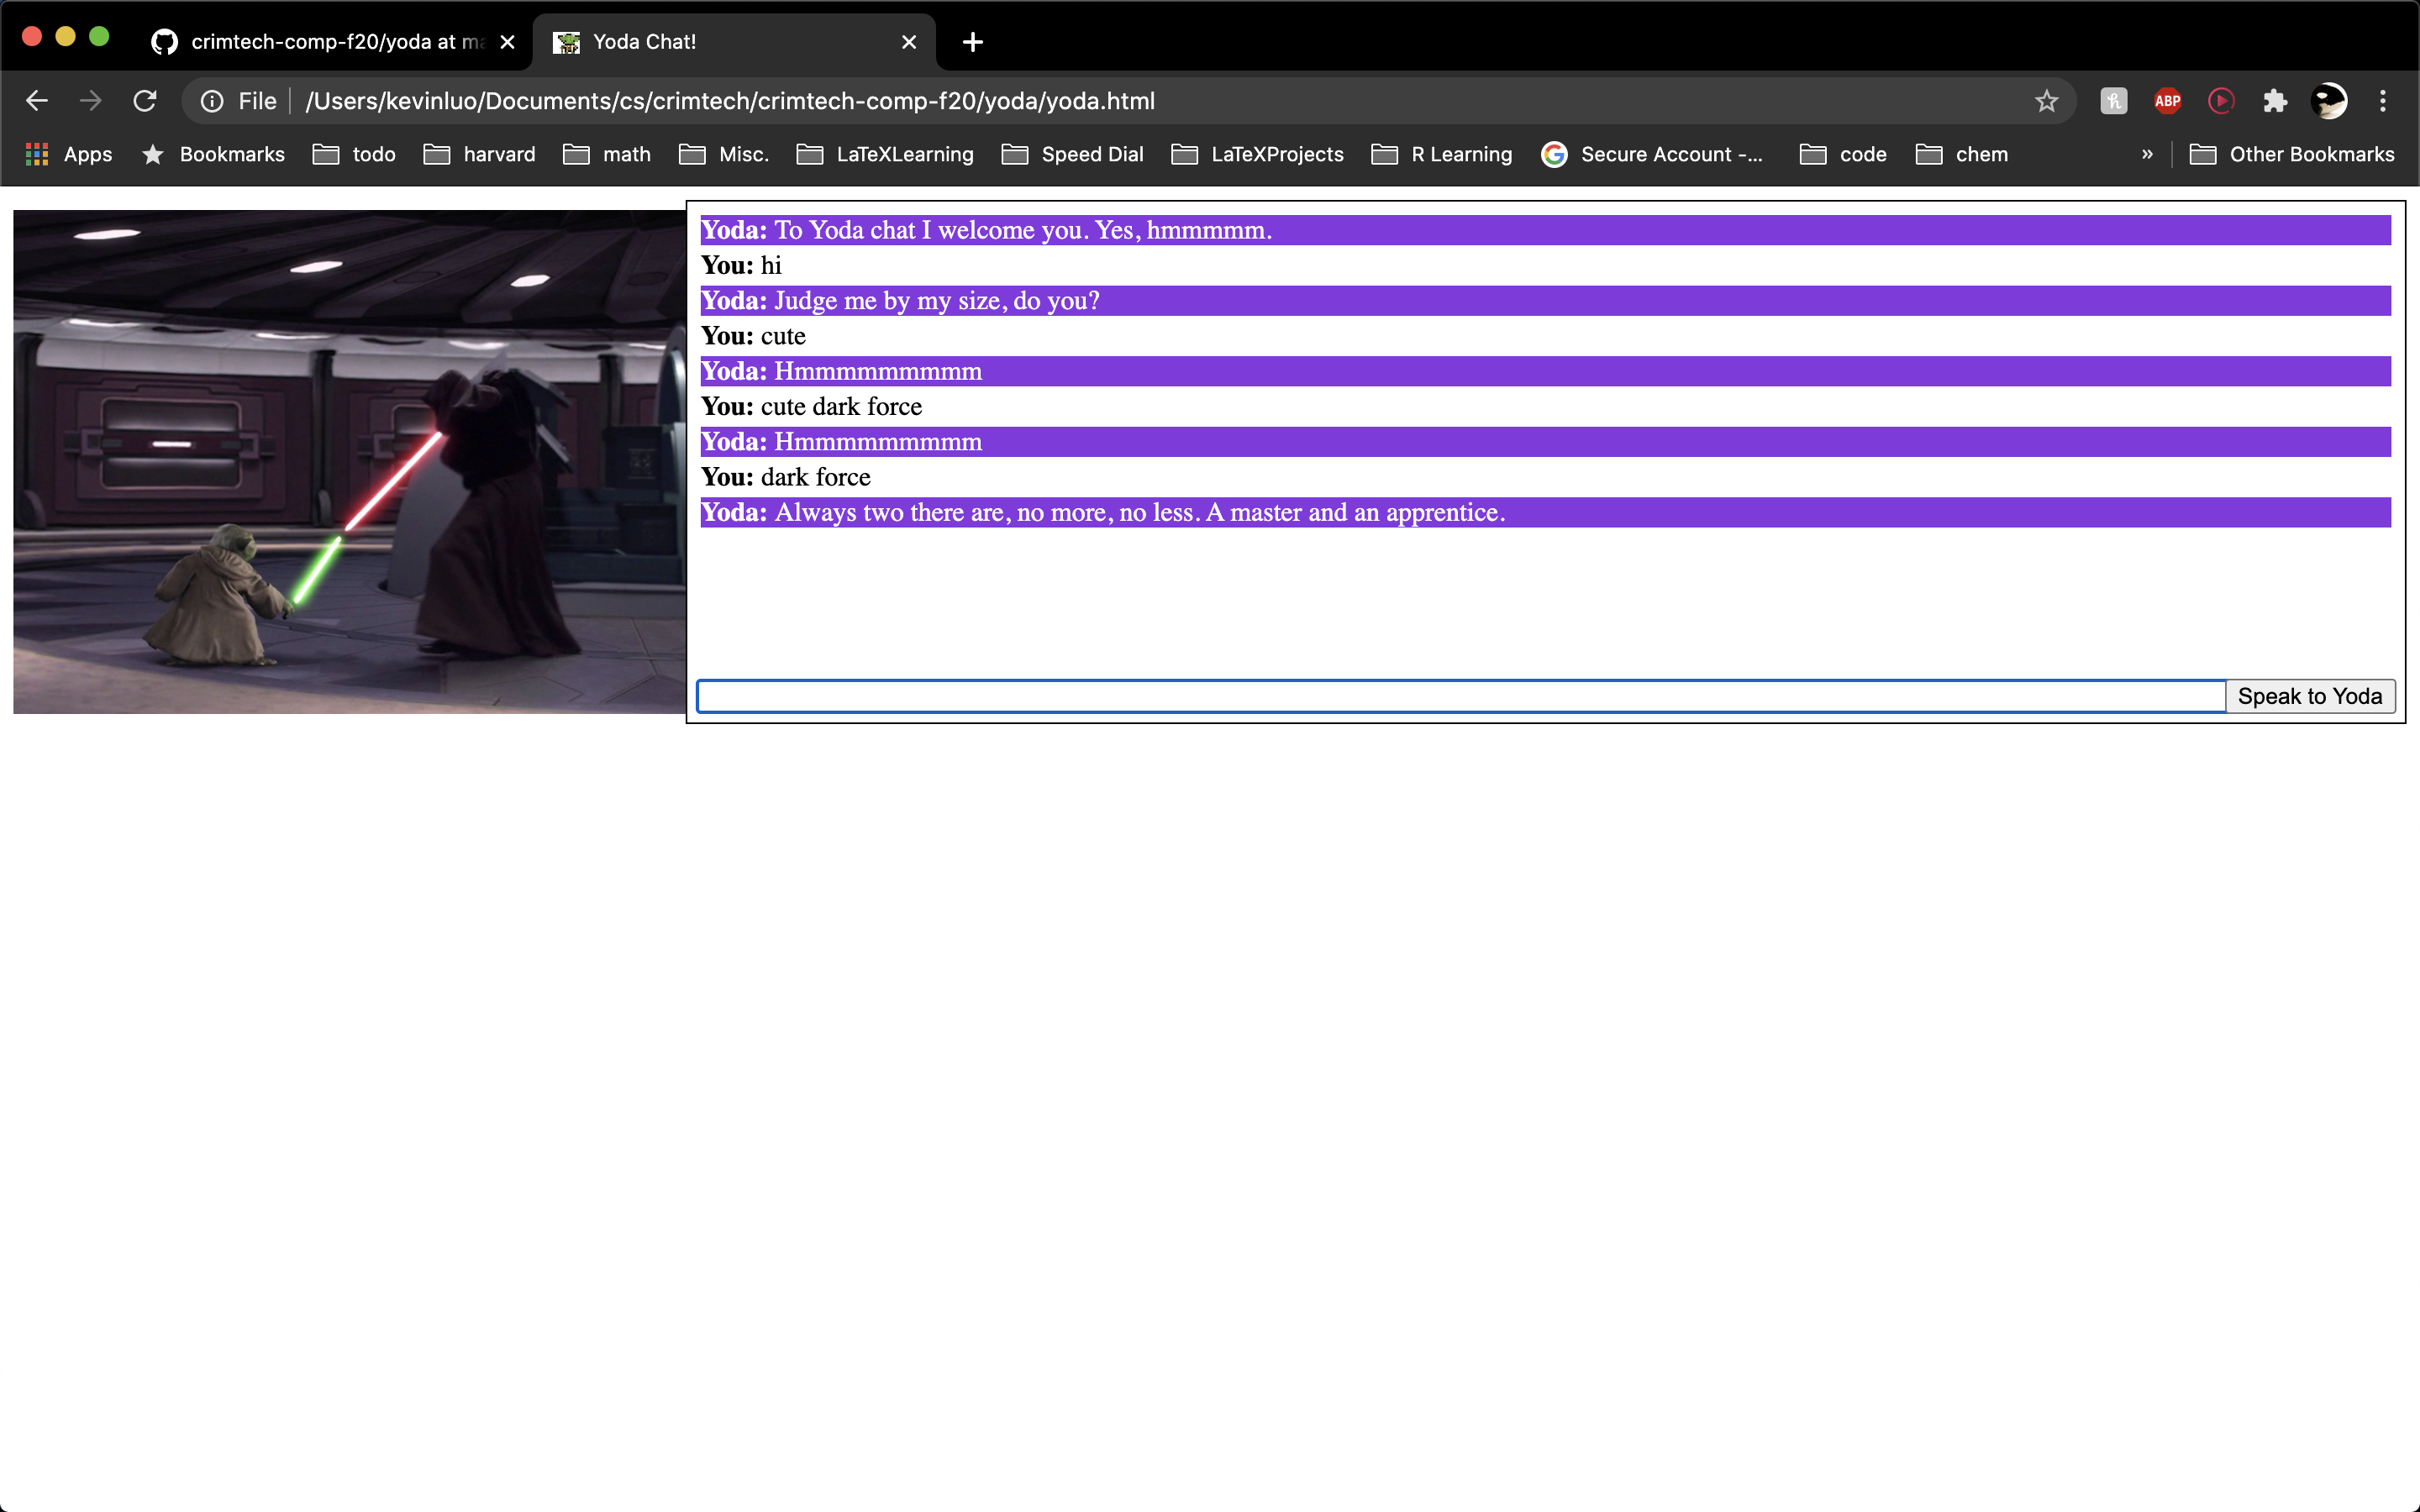 crimtech-comp-f20/yoda at ma
Yoda Chat!
File
/Users/kevinluo/Documents/cs/crimtech/crimtech-comp-f20/yoda/yoda.html
ABP
Apps Bookmarks todo harvard math Misc. LaTeXLearning Speed Dial LaTeXProjects R Learning Secure Account -... code chem » Other Bookmarks
Yoda: To Yoda chat I welcome you. Yes, hmmmmm.
You: hi
Yoda: Judge me by my size, do you?
You: cute
Yoda: Hmmmmmmmmm
You: cute dark force
Yoda: Hmmmmmmmmm
You: dark force
Yoda: Always two there are, no more, no less. A master and an apprentice.
Speak to Yoda